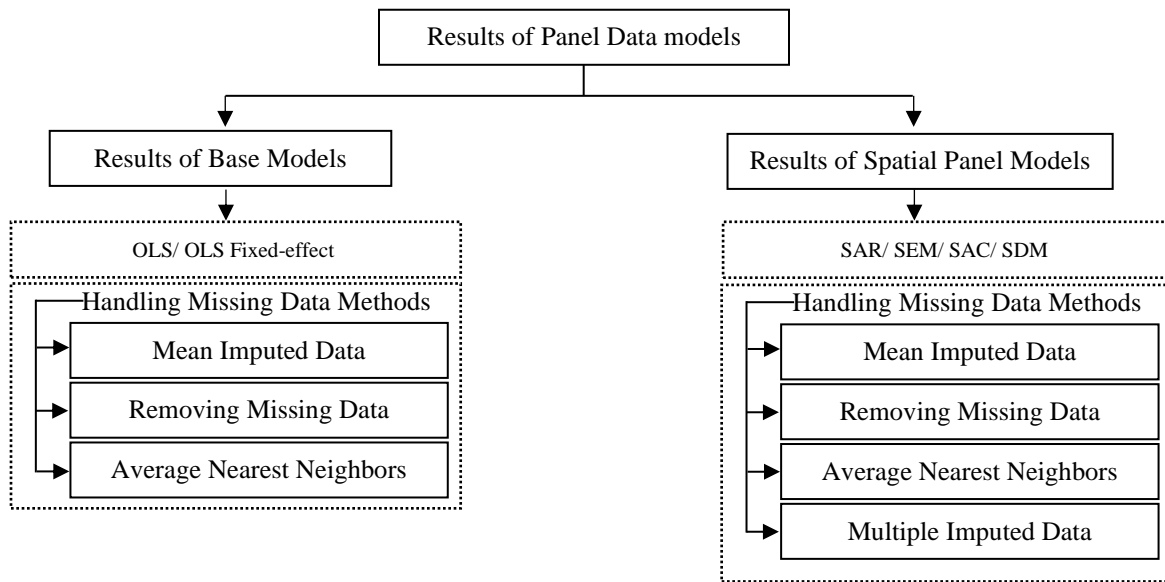 Results of Panel Data models
Results of Base Models
OLS/ OLS Fixed-effect
Handling Missing Data Methods
Mean Imputed Data
Removing Missing Data
Average Nearest Neighbors
Results of Spatial Panel Models
SAR/ SEM/ SAC/ SDM
Handling Missing Data Methods
Mean Imputed Data
Removing Missing Data
Average Nearest Neighbors
Multiple Imputed Data